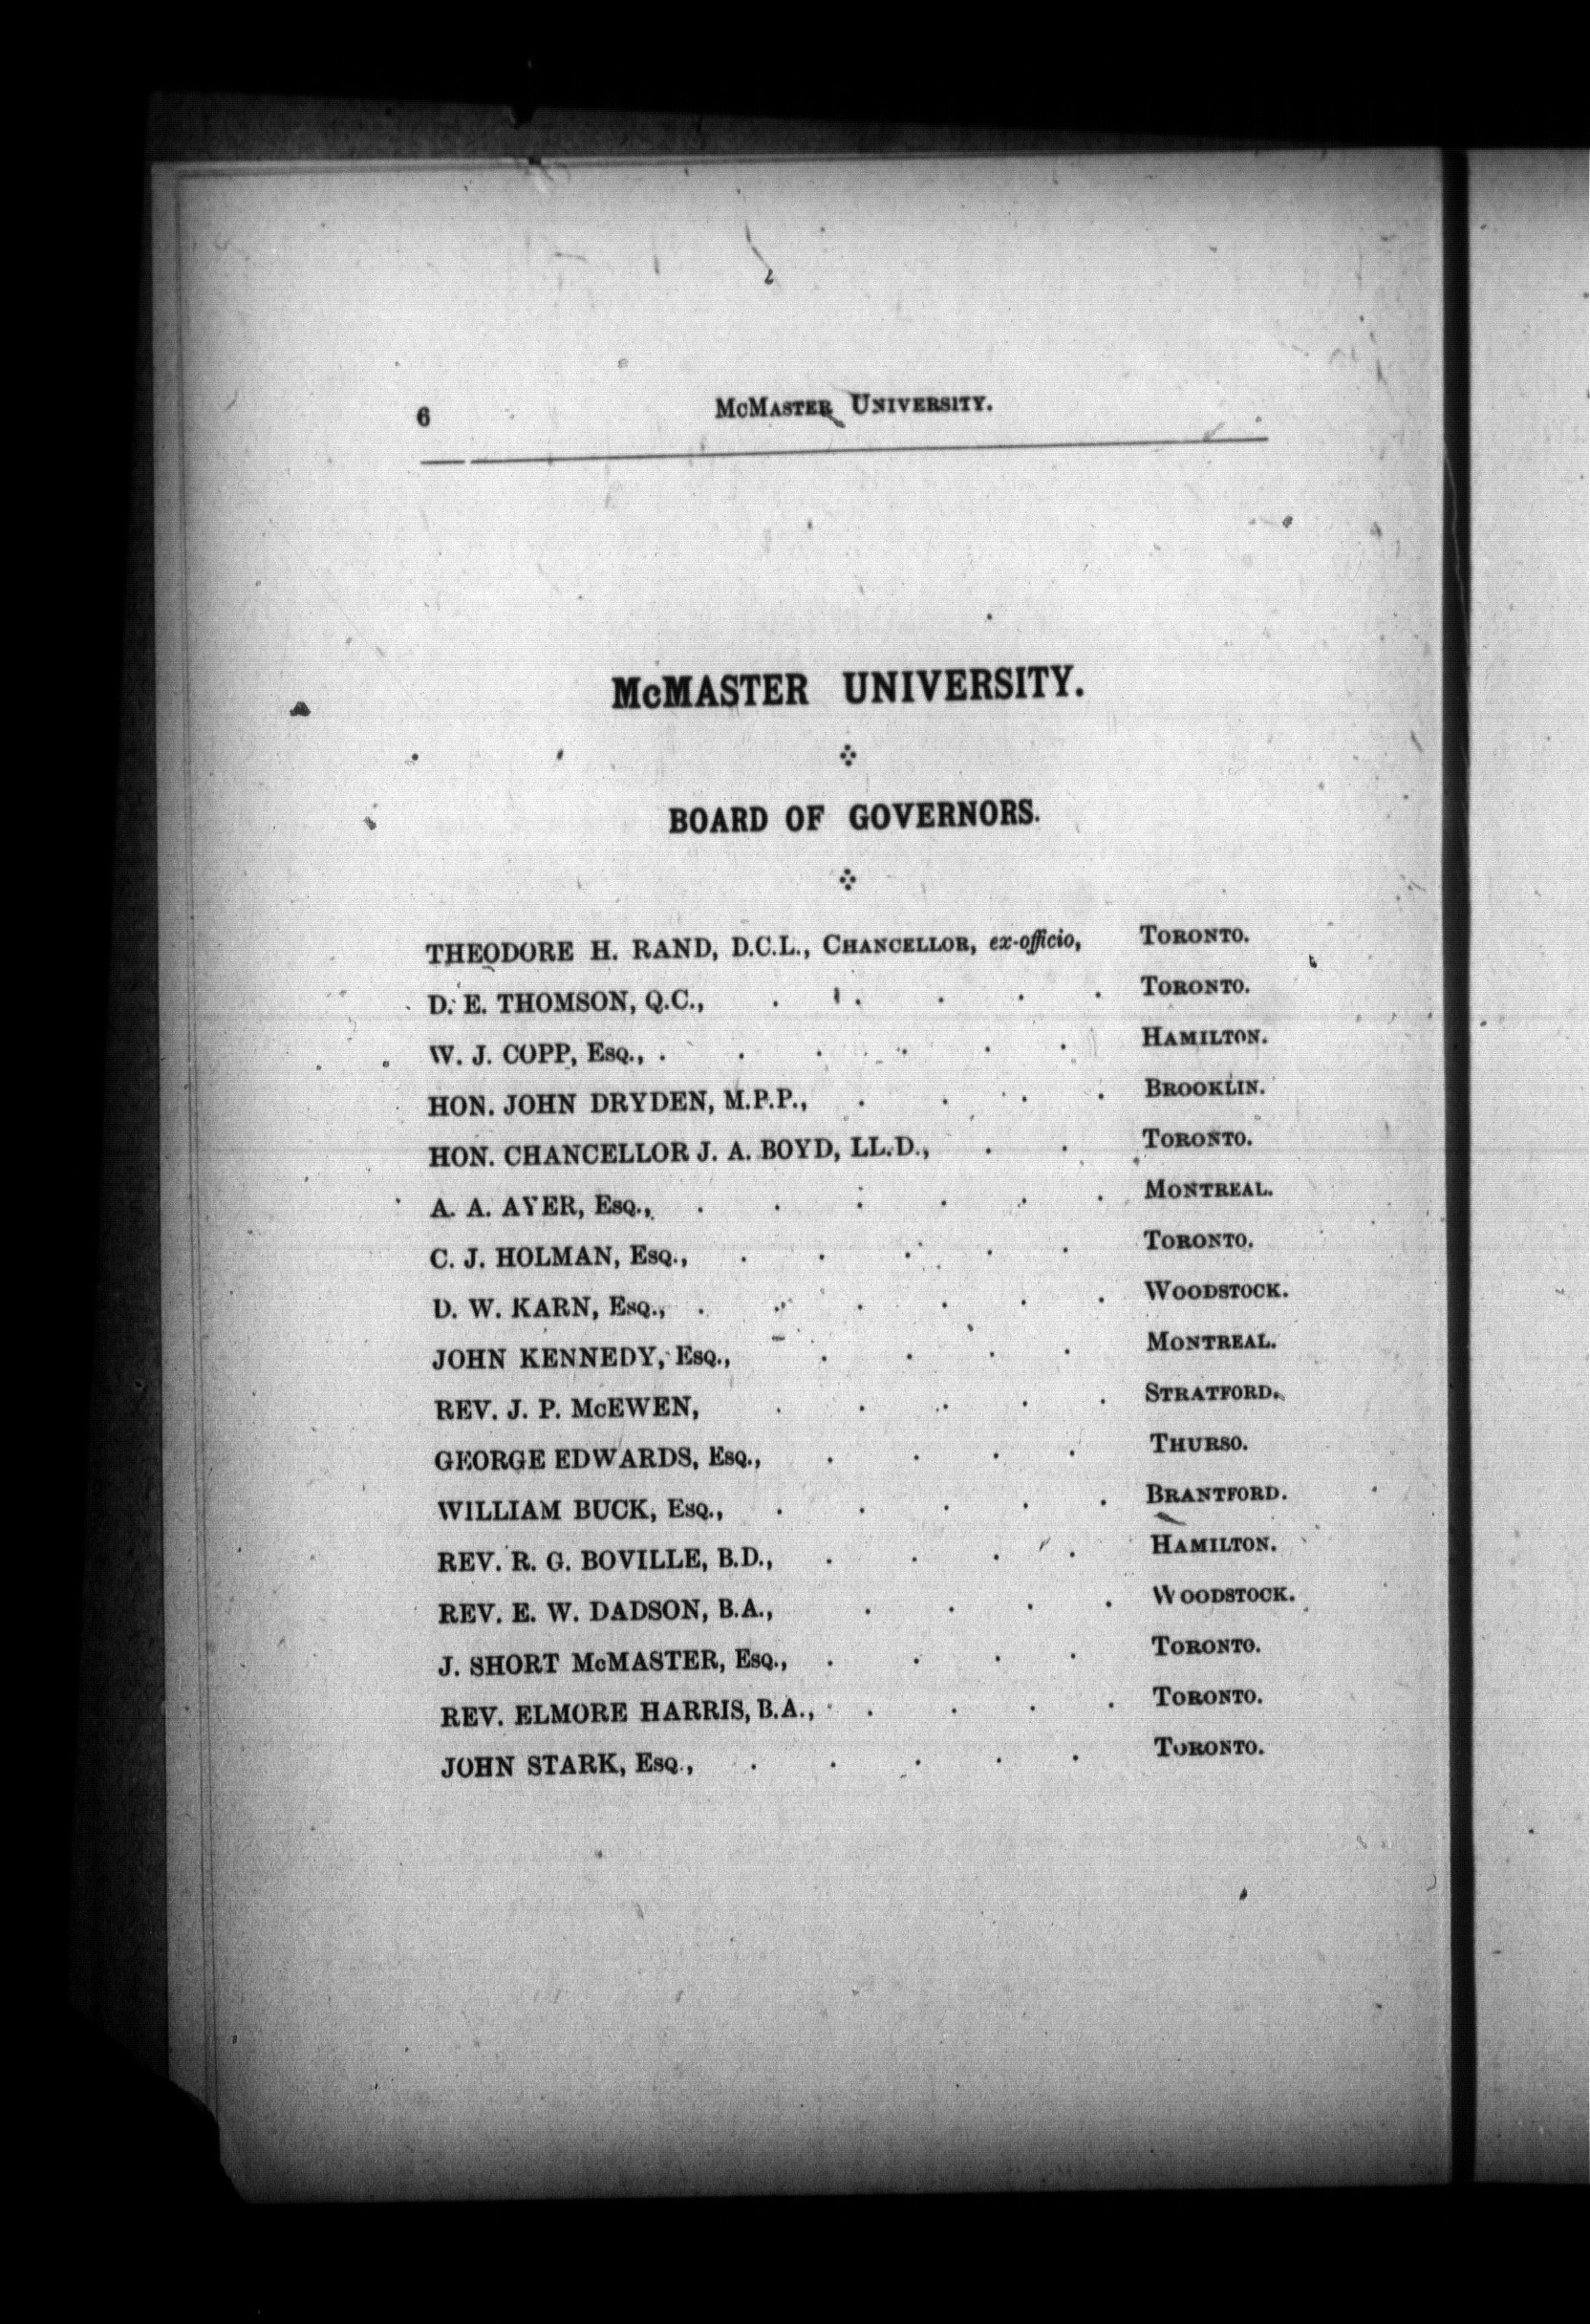 6 McMaster University.
McMASTER UNIVERSITY.
BOARD OF GOVERNORS.
THEODORE H. RAND, D.C.L., Chancellor, ex-officio, Toronto.
D. E. THOMSON, Q.C., . . . . . Toronto.
W. J. COPP, Esq., . . . . . . Hamilton.
HON. JOHN DRYDEN, M.P.P., . . . . Brooklin.
HON. CHANCELLOR J. A. BOYD, LL.D., . . Toronto.
A. A. AYER, Esq., . . . . . . Montreal.
C. J. HOLMAN, Esq., . . . . . Toronto.
D. W. KARN, Esq., . . . . . . Woodstock.
JOHN KENNEDY, Esq., . . . . Montreal.
REV. J. P. McEWEN, . . . . . Stratford.
GEORGE EDWARDS, Esq., . . . . Thurso.
WILLIAM BUCK, Esq., . . . . . Brantford.
REV. R. G. BOVILLE, B.D., . . . . Hamilton.
REV. E. W. DADSON, B.A., . . . . Woodstock.
J. SHORT McMASTER, Esq., . . . . Toronto.
REV. ELMORE HARRIS, B.A., . . . . Toronto.
JOHN STARK, Esq., . . . . . Toronto.